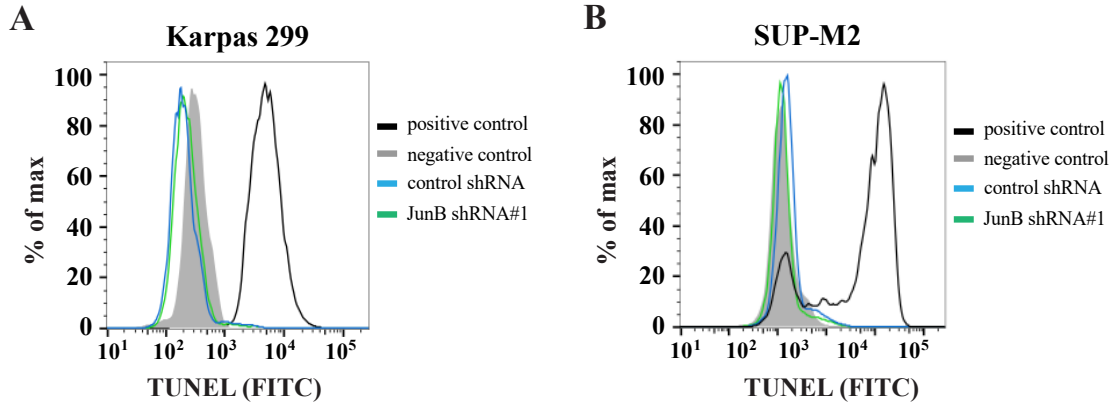 A
Karpas 299
% of max
100
80
60
40
20
0
10¹ 10² 10³ 10⁴ 10⁵
TUNEL (FITC)
positive control
negative control
control shRNA
JunB shRNA#1
B
SUP-M2
% of max
100
80
60
40
20
0
10¹ 10² 10³ 10⁴ 10⁵
TUNEL (FITC)
positive control
negative control
control shRNA
JunB shRNA#1